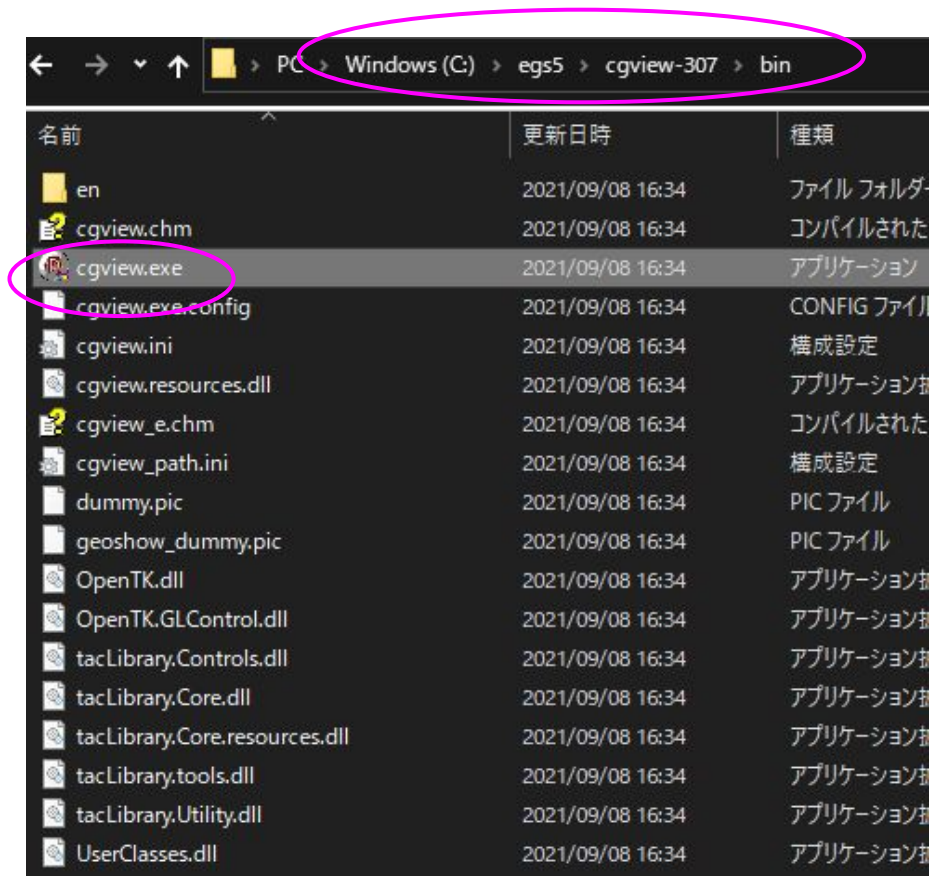 PC > Windows (C:) > egs5 > cgview-307 > bin
名前 更新日時 種類
en 2021/09/08 16:34 ファイル フォルダー
cgview.chm 2021/09/08 16:34 コンパイルされた
cgview.exe 2021/09/08 16:34 アプリケーション
cgview.exe.config 2021/09/08 16:34 CONFIG ファイル
cgview.ini 2021/09/08 16:34 構成設定
cgview.resources.dll 2021/09/08 16:34 アプリケーション拡
cgview_e.chm 2021/09/08 16:34 コンパイルされた
cgview_path.ini 2021/09/08 16:34 構成設定
dummy.pic 2021/09/08 16:34 PIC ファイル
geoshow_dummy.pic 2021/09/08 16:34 PIC ファイル
OpenTK.dll 2021/09/08 16:34 アプリケーション拡
OpenTK.GLControl.dll 2021/09/08 16:34 アプリケーション拡
tacLibrary.Controls.dll 2021/09/08 16:34 アプリケーション拡
tacLibrary.Core.dll 2021/09/08 16:34 アプリケーション拡
tacLibrary.Core.resources.dll 2021/09/08 16:34 アプリケーション拡
tacLibrary.tools.dll 2021/09/08 16:34 アプリケーション拡
tacLibrary.Utility.dll 2021/09/08 16:34 アプリケーション拡
UserClasses.dll 2021/09/08 16:34 アプリケーション拡